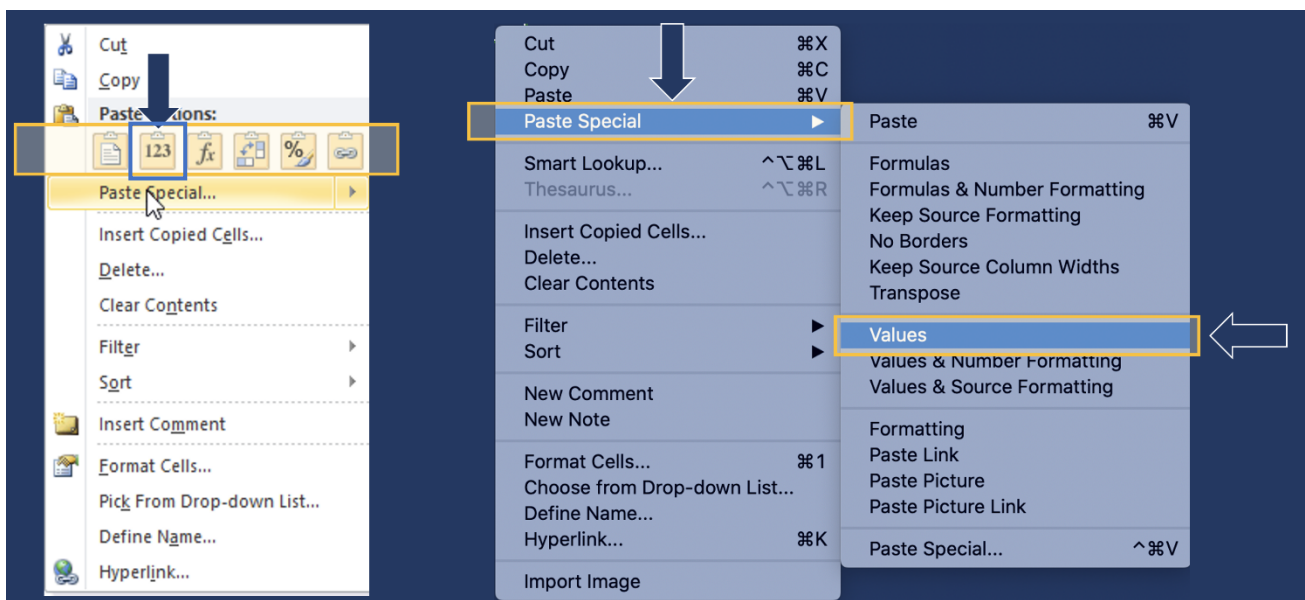 Cut
Copy
Paste ions:
123 fx %
Paste Special...
Insert Copied Cells...
Delete...
Clear Contents
Filter
Sort
Insert Comment
Format Cells...
Pick From Drop-down List...
Define Name...
Hyperlink...
Cut ⌘X
Copy ⌘C
Paste ⌘V
Paste Special
Smart Lookup... ^⌥⌘L
Thesaurus... ^⌥⌘R
Insert Copied Cells...
Delete...
Clear Contents
Filter
Sort
New Comment
New Note
Format Cells... ⌘1
Choose from Drop-down List...
Define Name...
Hyperlink... ⌘K
Import Image
Paste ⌘V
Formulas
Formulas & Number Formatting
Keep Source Formatting
No Borders
Keep Source Column Widths
Transpose
Values
Values & Number Formatting
Values & Source Formatting
Formatting
Paste Link
Paste Picture
Paste Picture Link
Paste Special... ^⌘V